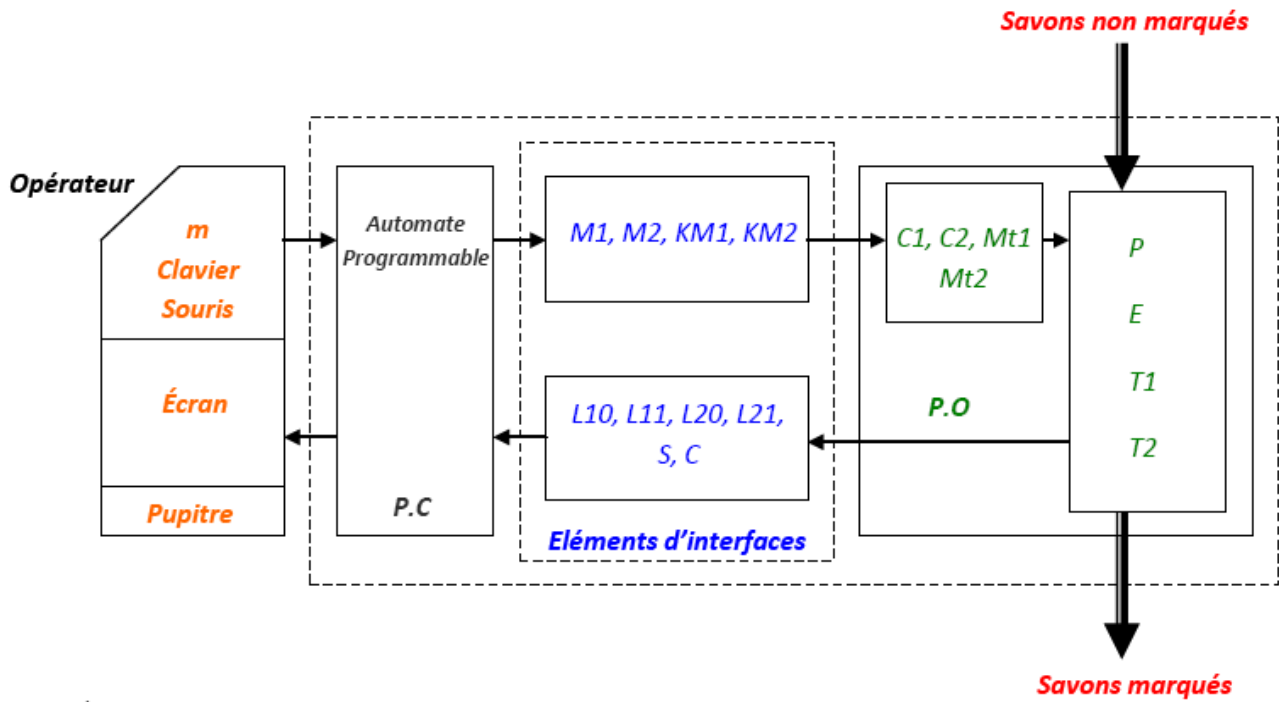 Savons non marqués
Opérateur
m
Clavier
Souris
Écran
Pupitre
Automate
Programmable
P.C
M1, M2, KM1, KM2
L10, L11, L20, L21,
S, C
Eléments d’interfaces
C1, C2, Mt1
Mt2
P.O
P
E
T1
T2
Savons marqués